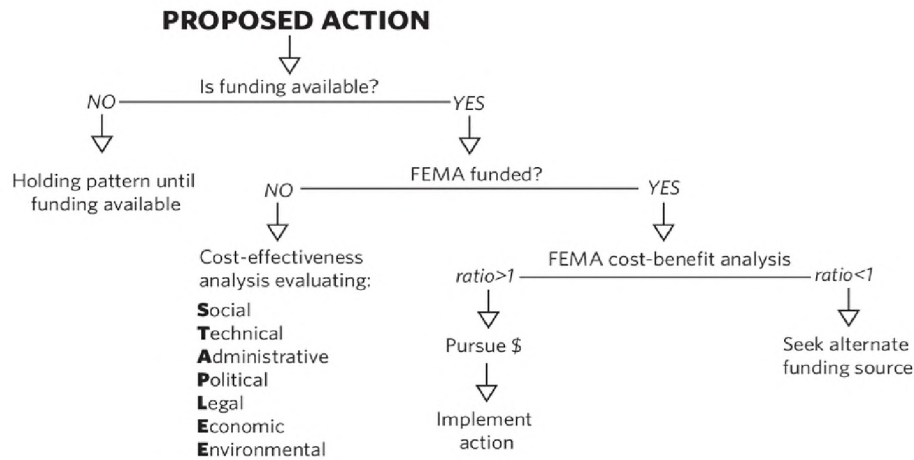 PROPOSED ACTION
Is funding available?
NO
YES
Holding pattern until
funding available
FEMA funded?
NO
YES
Cost-effectiveness
analysis evaluating:
Social
Technical
Administrative
Political
Legal
Economic
Environmental
FEMA cost-benefit analysis
ratio>1
ratio<1
Pursue $
Implement
action
Seek alternate
funding source